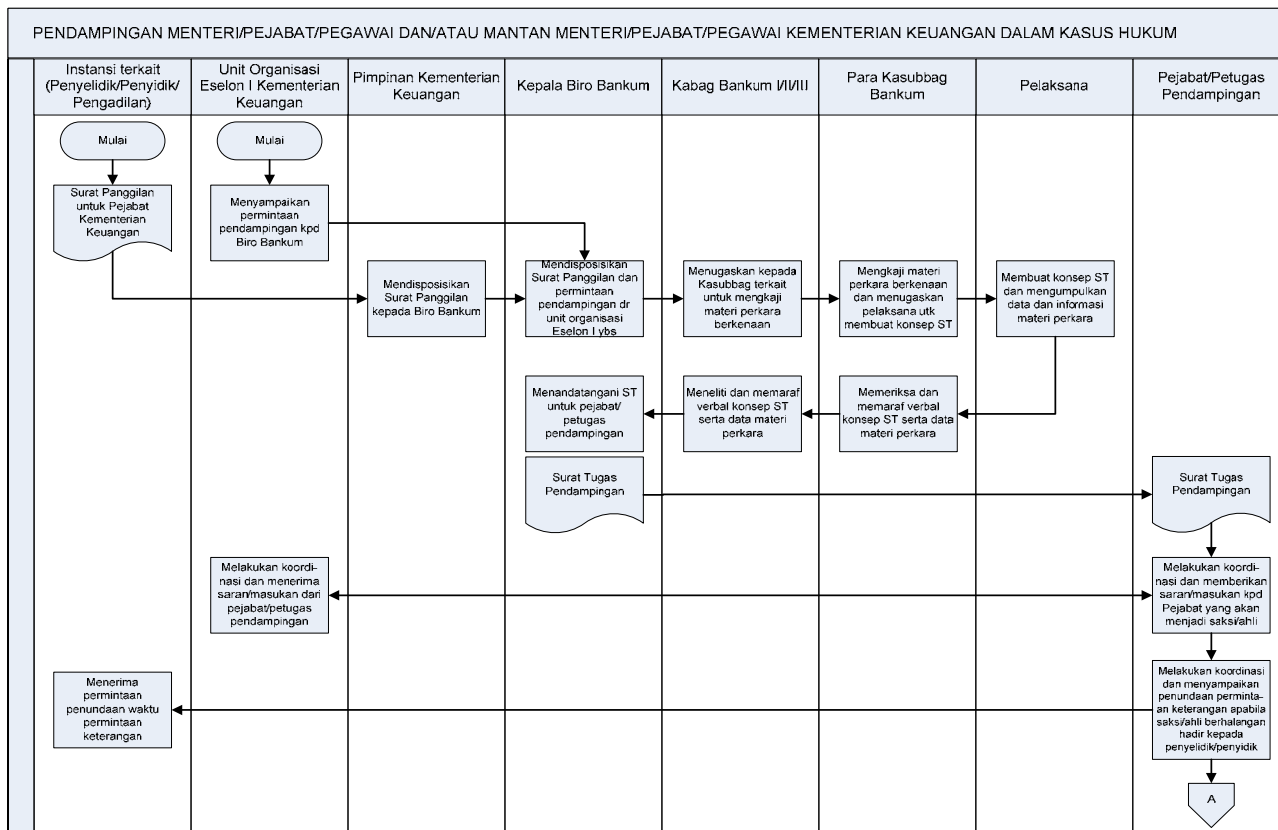 PENDAMPINGAN MENTERI/PEJABAT/PEGAWAI DAN/ATAU MANTAN MENTERI/PEJABAT/PEGAWAI KEMENTERIAN KEUANGAN DALAM KASUS HUKUM
Instansi terkait
(Penyelidik/Penyidik/
Pengadilan)
Unit Organisasi
Eselon I Kementerian
Keuangan
Pimpinan Kementerian
Keuangan
Kepala Biro Bankum
Kabag Bankum I/II/III
Para Kasubbag
Bankum
Pelaksana
Pejabat/Petugas
Pendampingan
Mulai
Mulai
Surat Panggilan
untuk Pejabat
Kementerian
Keuangan
Menyampaikan
permintaan
pendampingan kpd
Biro Bankum
Mendisposisikan
Surat Panggilan
kepada Biro Bankum
Mendisposisikan
Surat Panggilan dan
permintaan
pendampingan dr
unit organisasi
Eselon I ybs
Menugaskan kepada
Kasubbag terkait
untuk mengkaji
materi perkara
berkenaan
Mengkaji materi
perkara berkenaan
dan menugaskan
pelaksana utk
membuat konsep ST
Membuat konsep ST
dan mengumpulkan
data dan informasi
materi perkara
Menandatangani ST
untuk pejabat/
petugas
pendampingan
Meneliti dan memaraf
verbal konsep ST
serta data materi
perkara
Memeriksa dan
memaraf verbal
konsep ST serta data
materi perkara
Surat Tugas
Pendampingan
Surat Tugas
Pendampingan
Melakukan koordi-
nasi dan menerima
saran/masukan dari
pejabat/petugas
pendampingan
Melakukan koordi-
nasi dan memberikan
saran/masukan kpd
Pejabat yang akan
menjadi saksi/ahli
Menerima
permintaan
penundaan waktu
permintaan
keterangan
Melakukan koordinasi
dan menyampaikan
penundaan perminta-
an keterangan apabila
saksi/ahli berhalangan
hadir kepada
penyelidik/penyidik
A